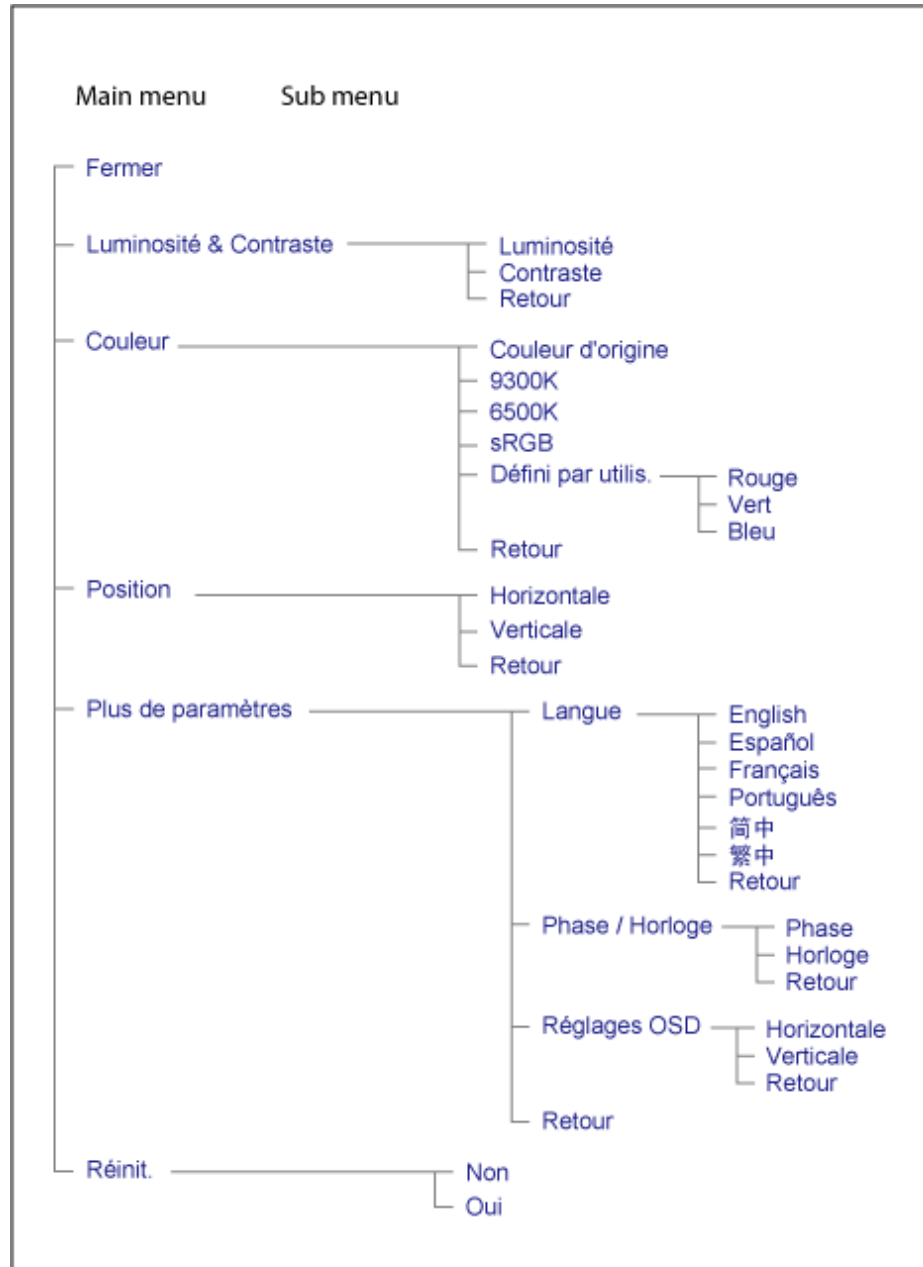 Main menu Sub menu
Fermer
Luminosité & Contraste
Luminosité
Contraste
Retour
Couleur
Couleur d'origine
9300K
6500K
sRGB
Défini par utilis.
Rouge
Vert
Bleu
Retour
Position
Horizontale
Verticale
Retour
Plus de paramètres
Langue
English
Español
Français
Português
简中
繁中
Retour
Phase / Horloge
Phase
Horloge
Retour
Réglages OSD
Horizontale
Verticale
Retour
Retour
Réinit.
Non
Oui